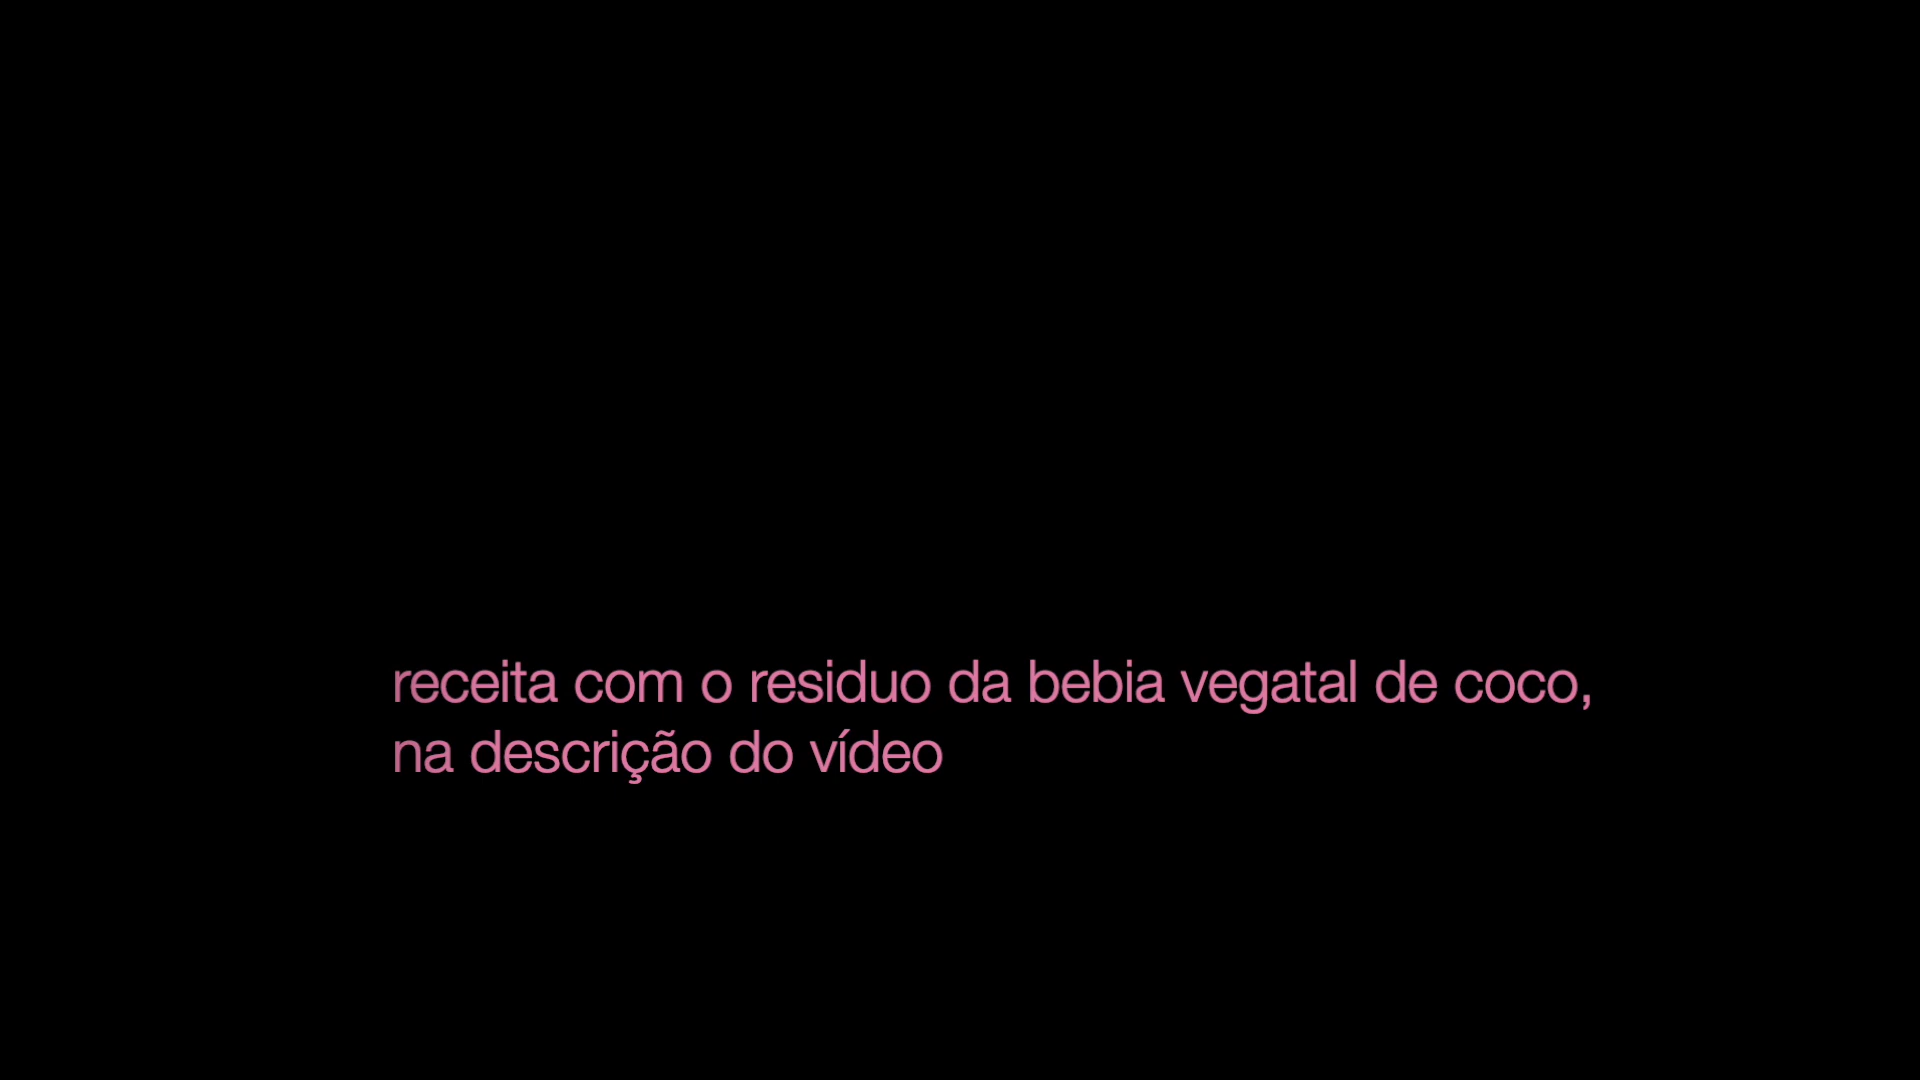 receita com o residuo da bebia vegatal de coco,
na descrição do vídeo